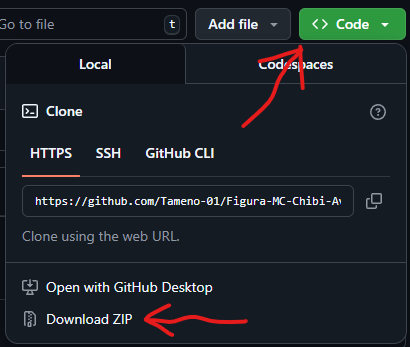 Go to file
t
Add file
<> Code
Local
Codespaces
Clone
HTTPS
SSH
GitHub CLI
https://github.com/Tameno-01/Figura-MC-Chibi-Av
Clone using the web URL.
Open with GitHub Desktop
Download ZIP